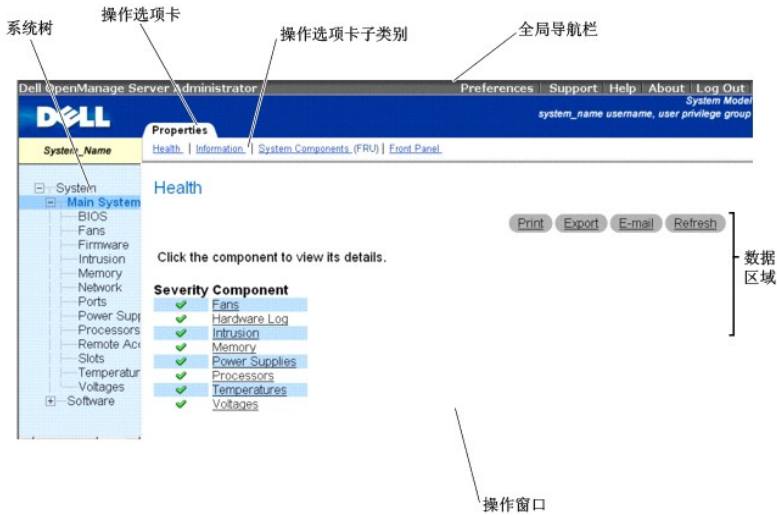 系统树
操作选项卡
操作选项卡子类别
全局导航栏
Dell OpenManage Server Administrator
Preferences | Support | Help | About | Log Out
System Model
DELL
system_name username, user privilege group
Properties
System_Name
Health | Information | System Components (FRU) | Front Panel
System
Main System
BIOS
Fans
Firmware
Intrusion
Memory
Network
Ports
Power Supp
Processors
Remote Acc
Slots
Temperatur
Voltages
Software
Health
Print Export E-mail Refresh
数据
区域
Click the component to view its details.
Severity Component
Fans
Hardware Log
Intrusion
Memory
Power Supplies
Processors
Temperatures
Voltages
操作窗口